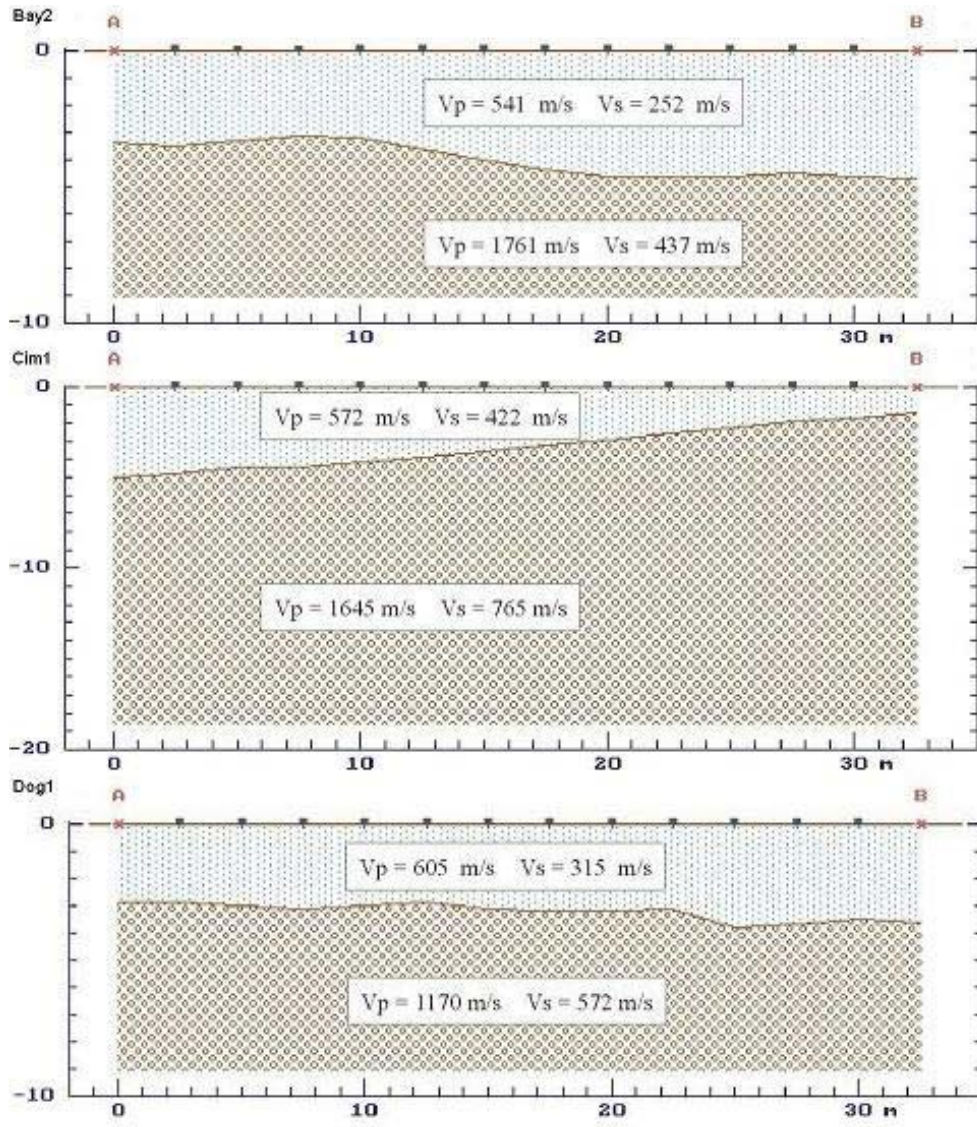 Bay2
A B
0
Vp = 541 m/s Vs = 252 m/s
Vp = 1761 m/s Vs = 437 m/s
-10
0 10 20 30 m
Cim1
A B
0
Vp = 572 m/s Vs = 422 m/s
-10
Vp = 1645 m/s Vs = 765 m/s
-20
0 10 20 30 m
Dog1
A B
0
Vp = 605 m/s Vs = 315 m/s
Vp = 1170 m/s Vs = 572 m/s
-10
0 10 20 30 m